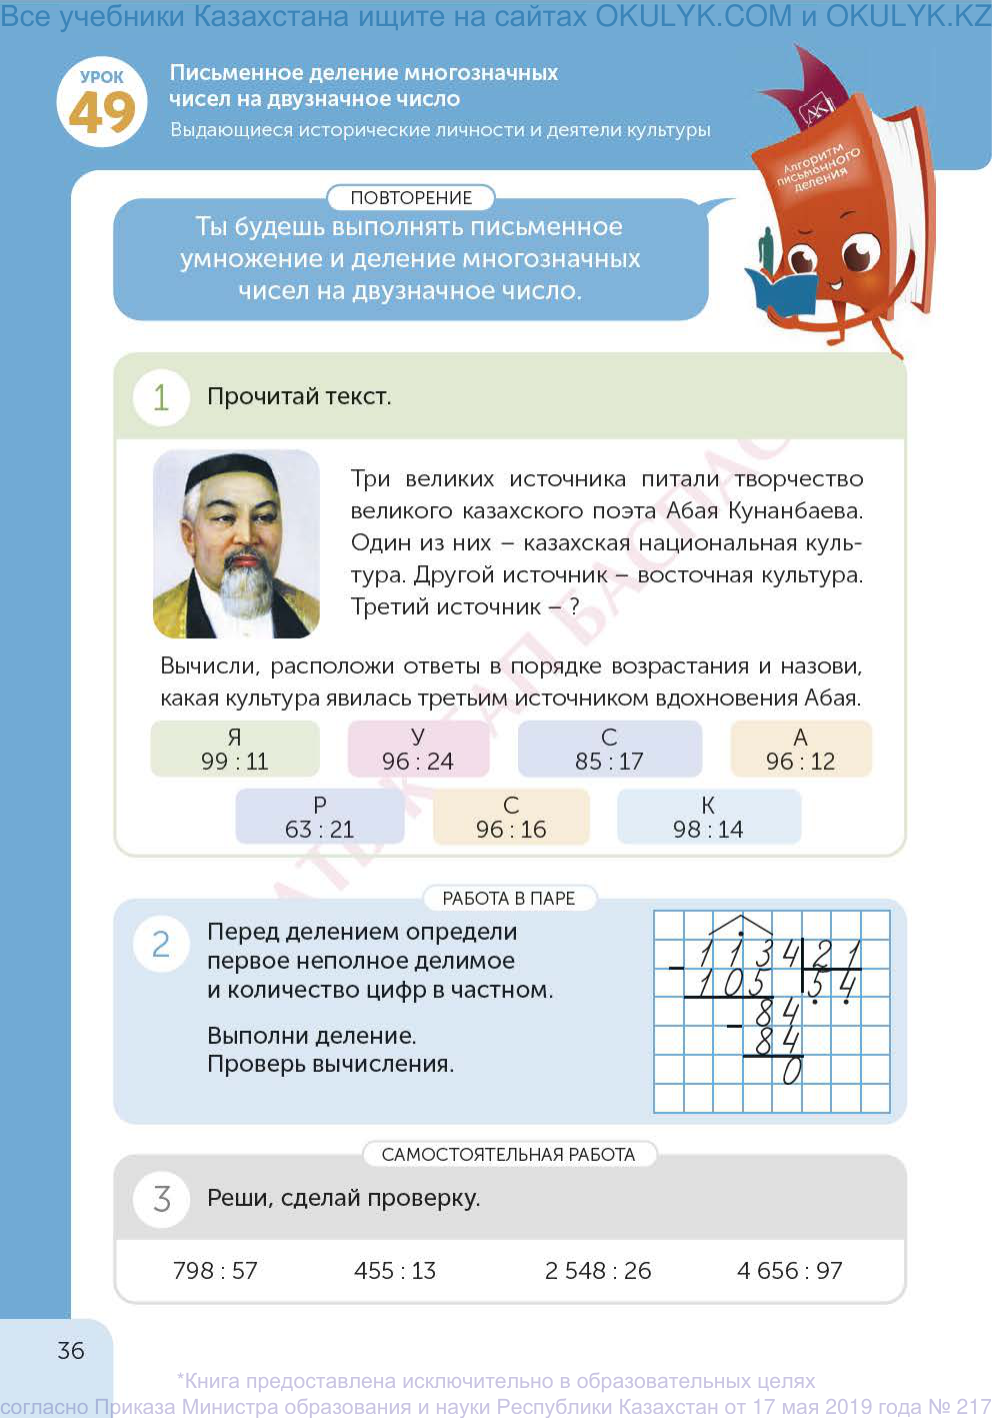 Все учебники Казахстана ищите на сайтах OKULYK.COM и OKULYK.KZ
УРОК
49
Письменное деление многозначных
чисел на двузначное число
Выдающиеся исторические личности и деятели культуры
АК
Алгоритм
письменного
деления
ПОВТОРЕНИЕ
Ты будешь выполнять письменное
умножение и деление многозначных
чисел на двузначное число.
1 Прочитай текст.
Три великих источника питали творчество
великого казахского поэта Абая Кунанбаева.
Один из них – казахская национальная куль-
тура. Другой источник – восточная культура.
Третий источник – ?
Вычисли, расположи ответы в порядке возрастания и назови,
какая культура явилась третьим источником вдохновения Абая.
Я У С А
99 : 11 96 : 24 85 : 17 96 : 12
Р С К
63 : 21 96 : 16 98 : 14
РАБОТА В ПАРЕ
2 Перед делением определи
первое неполное делимое
и количество цифр в частном.
Выполни деление.
Проверь вычисления.
1134 21
– 105 54
84
– 84
0
САМОСТОЯТЕЛЬНАЯ РАБОТА
3 Реши, сделай проверку.
798 : 57 455 : 13 2 548 : 26 4 656 : 97
36
*Книга предоставлена исключительно в образовательных целях
согласно Приказа Министра образования и науки Республики Казахстан от 17 мая 2019 года № 217